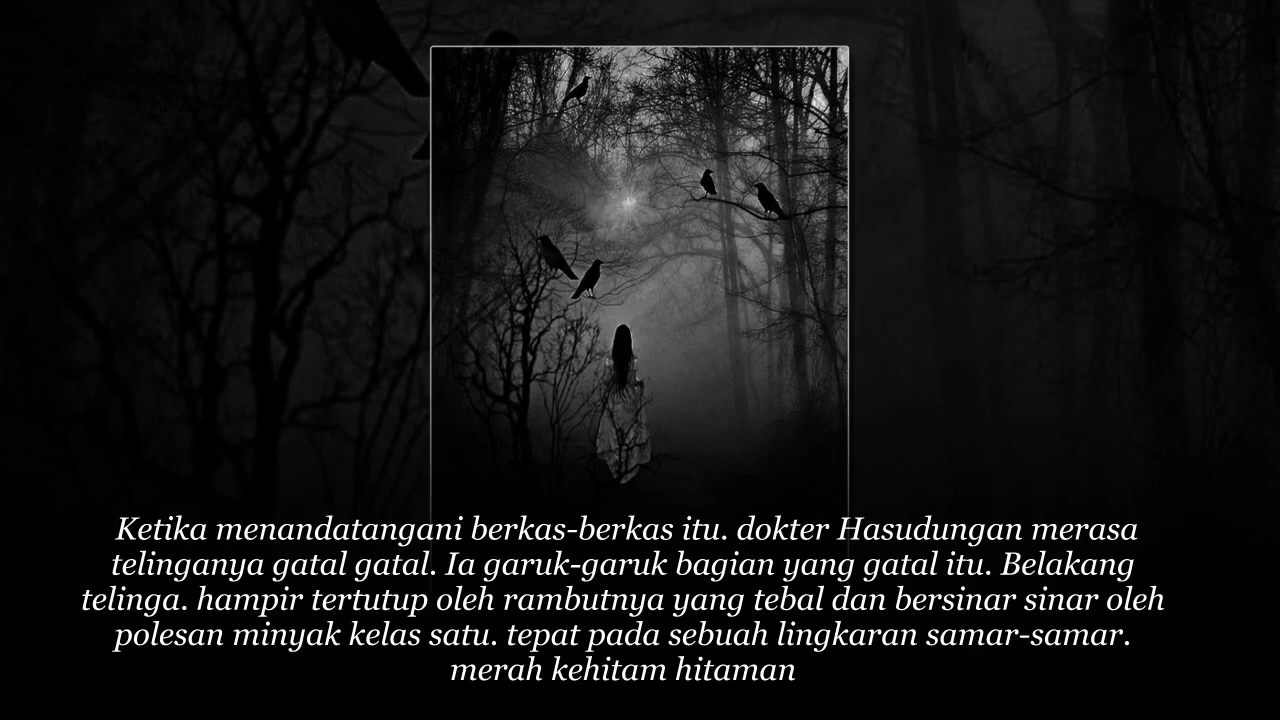 Ketika menandatangani berkas-berkas itu. dokter Hasudungan merasa
telinganya gatal gatal. Ia garuk-garuk bagian yang gatal itu. Belakang
telinga. hampir tertutup oleh rambutnya yang tebal dan bersinar sinar oleh
polesan minyak kelas satu. tepat pada sebuah lingkaran samar-samar.
merah kehitam hitaman